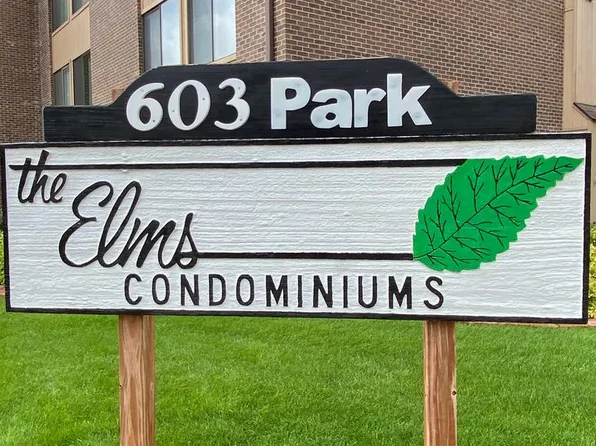 603 Park
the
Elms
CONDOMINIUMS